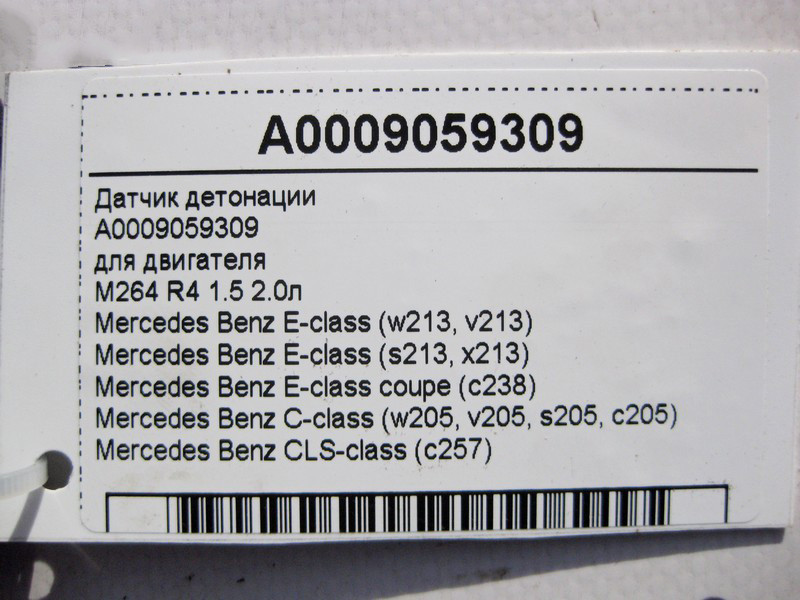 A0009059309
Датчик детонации
A0009059309
для двигателя
M264 R4 1.5 2.0л
Mercedes Benz E-class (w213, v213)
Mercedes Benz E-class (s213, x213)
Mercedes Benz E-class coupe (c238)
Mercedes Benz C-class (w205, v205, s205, c205)
Mercedes Benz CLS-class (c257)